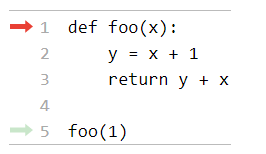 1 def foo(x):
2     y = x + 1
3     return y + x
4
5 foo(1)